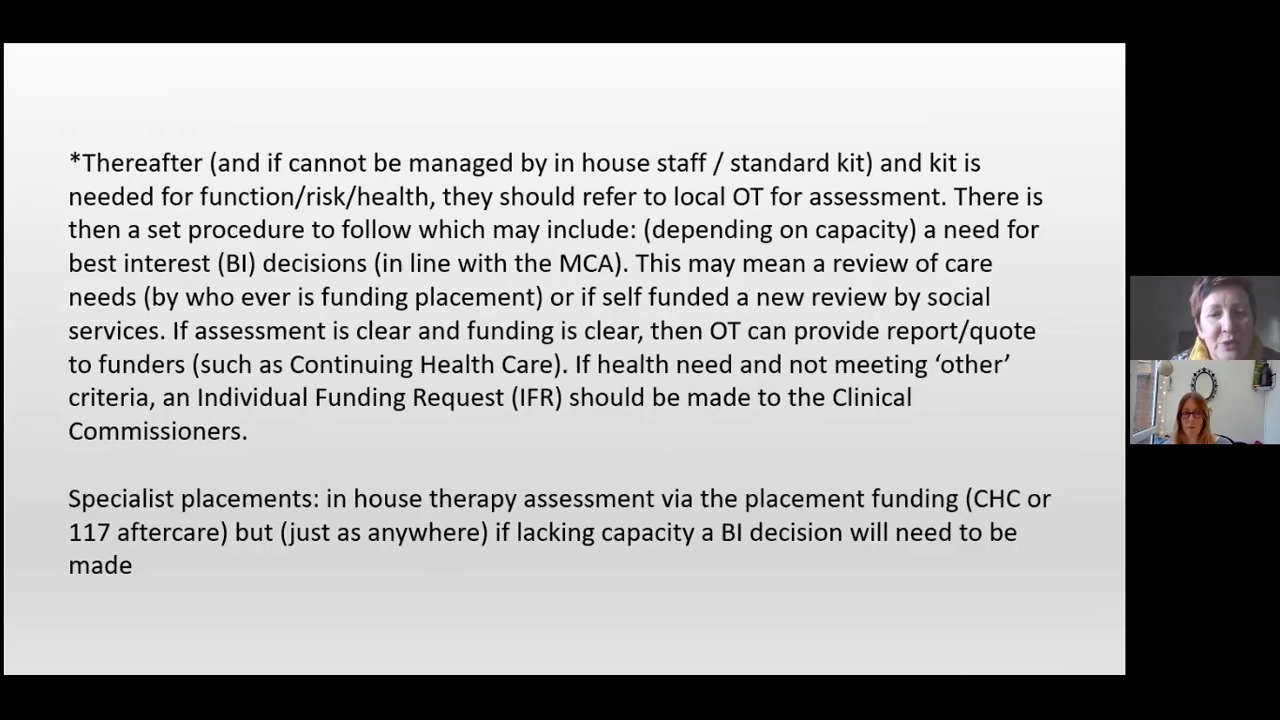 *Thereafter (and if cannot be managed by in house staff / standard kit) and kit is
needed for function/risk/health, they should refer to local OT for assessment. There is
then a set procedure to follow which may include: (depending on capacity) a need for
best interest (BI) decisions (in line with the MCA). This may mean a review of care
needs (by who ever is funding placement) or if self funded a new review by social
services. If assessment is clear and funding is clear, then OT can provide report/quote
to funders (such as Continuing Health Care). If health need and not meeting ‘other’
criteria, an Individual Funding Request (IFR) should be made to the Clinical
Commissioners.
Specialist placements: in house therapy assessment via the placement funding (CHC or
117 aftercare) but (just as anywhere) if lacking capacity a BI decision will need to be
made